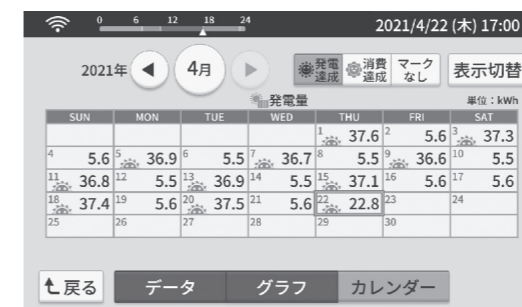 0 6 12 18 24
2021/4/22 (木) 17:00
2021年 ◀ 4月 ▶ 発電達成 消費達成 マークなし 表示切替
発電量 単位：kWh
SUN MON TUE WED THU FRI SAT
1 37.6 2 5.6 3 37.3
4 5.6 5 36.9 6 5.5 7 36.7 8 5.5 9 36.6 10 5.5
11 36.8 12 5.5 13 36.9 14 5.5 15 37.1 16 5.6 17 5.6
18 37.4 19 5.6 20 37.5 21 5.6 22 22.8 23 24
25 26 27 28 29 30
戻る データ グラフ カレンダー